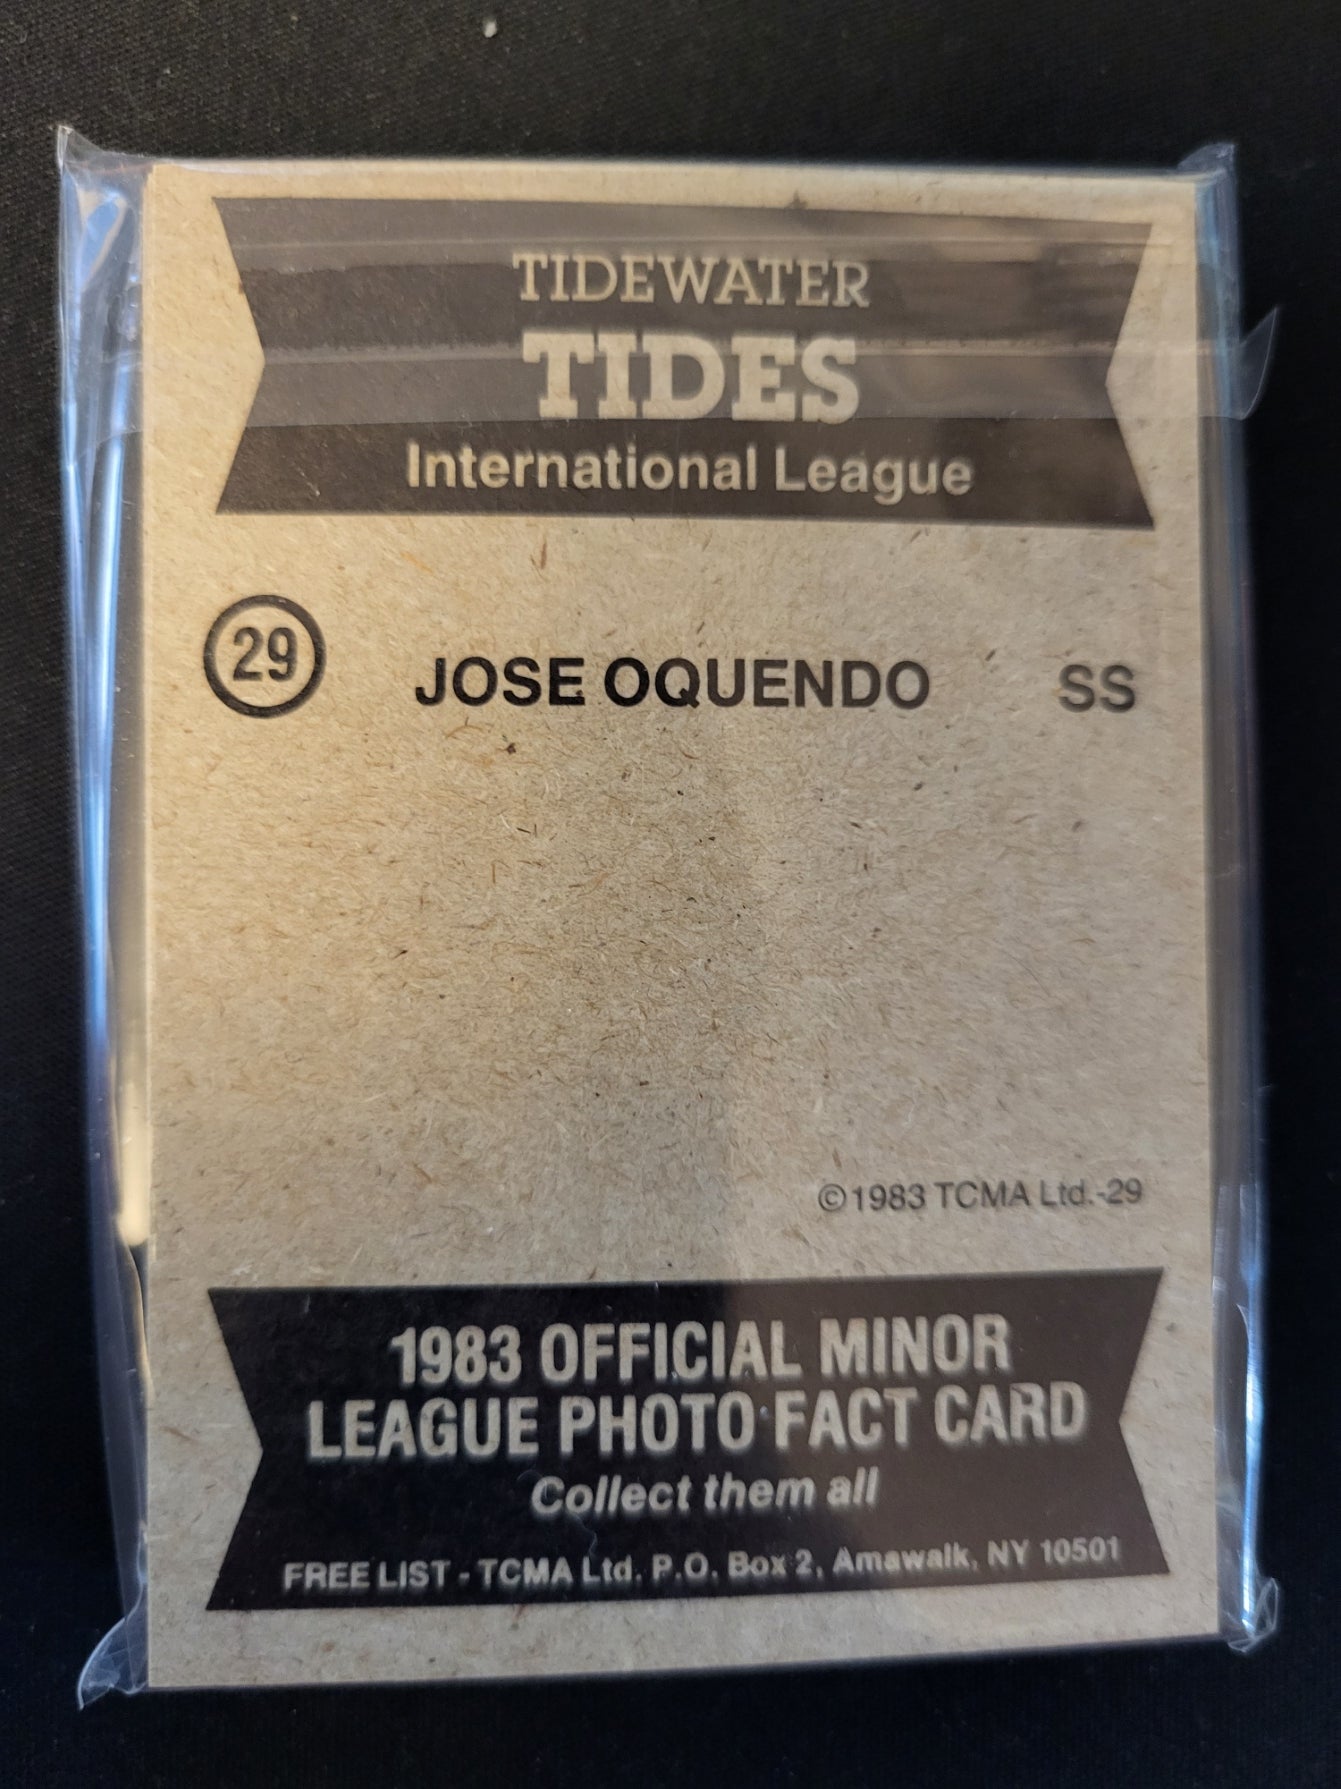 TIDEWATER
TIDES
International League
29 JOSE OQUENDO SS
©1983 TCMA Ltd.-29
1983 OFFICIAL MINOR
LEAGUE PHOTO FACT CARD
Collect them all
FREE LIST - TCMA Ltd. P.O. Box 2, Amawalk, NY 10501